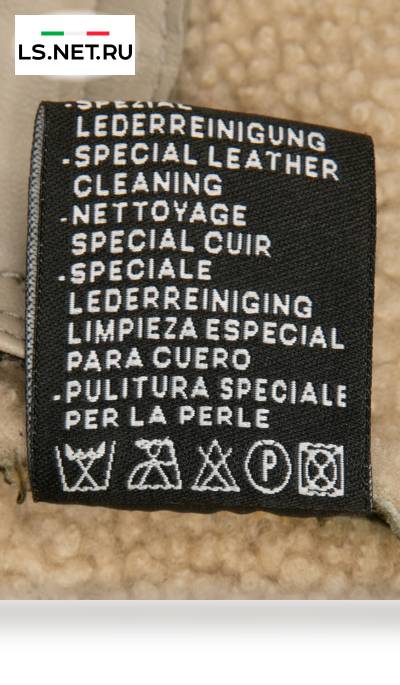 LS.NET.RU
.SPEZIAL
LEDERREINIGUNG
.SPECIAL LEATHER
CLEANING
-NETTOYAGE
SPECIAL CUIR
.SPECIALE
LEDERREINIGING
LIMPIEZA ESPECIAL
PARA CUERO
-PULITURA SPECIALE
PER LA PERLE
P